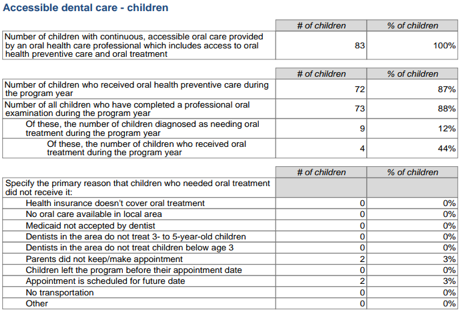 Accessible dental care - children
# of children % of children
Number of children with continuous, accessible oral care provided
by an oral health care professional which includes access to oral
health preventive care and oral treatment 83 100%
# of children % of children
Number of children who received oral health preventive care during
the program year 72 87%
Number of all children who have completed a professional oral
examination during the program year 73 88%
Of these, the number of children diagnosed as needing oral
treatment during the program year 9 12%
Of these, the number of children who received oral
treatment during the program year 4 44%
# of children % of children
Specify the primary reason that children who needed oral treatment
did not receive it:
Health insurance doesn't cover oral treatment 0 0%
No oral care available in local area 0 0%
Medicaid not accepted by dentist 0 0%
Dentists in the area do not treat 3- to 5-year-old children 0 0%
Dentists in the area do not treat children below age 3 0 0%
Parents did not keep/make appointment 2 3%
Children left the program before their appointment date 0 0%
Appointment is scheduled for future date 2 3%
No transportation 0 0%
Other 0 0%